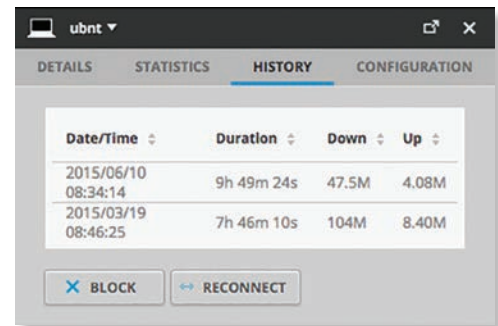 ubnt
DETAILS STATISTICS HISTORY CONFIGURATION
Date/Time Duration Down Up
2015/06/10
08:34:14 9h 49m 24s 47.5M 4.08M
2015/03/19
08:46:25 7h 46m 10s 104M 8.40M
BLOCK RECONNECT